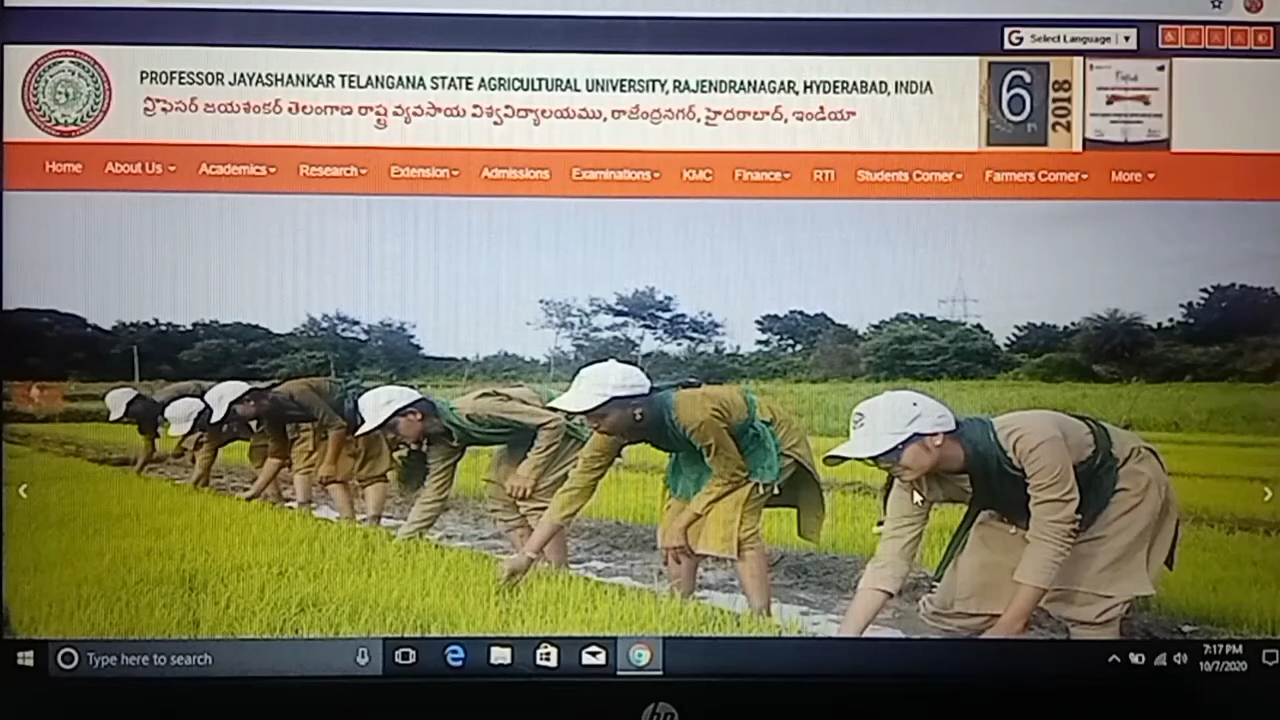 Select Language
PROFESSOR JAYASHANKAR TELANGANA STATE AGRICULTURAL UNIVERSITY, RAJENDRANAGAR, HYDERABAD, INDIA
ప్రొఫెసర్ జయశంకర్ తెలంగాణ రాష్ట్ర వ్యవసాయ విశ్వవిద్యాలయము, రాజేంద్రనగర్, హైదరాబాద్, ఇండియా
6
2018
Home About Us Academics Research Extension Admissions Examinations KMC Finance RTI Students Corner Farmers Corner More
Type here to search
7:17 PM
10/7/2020
hp